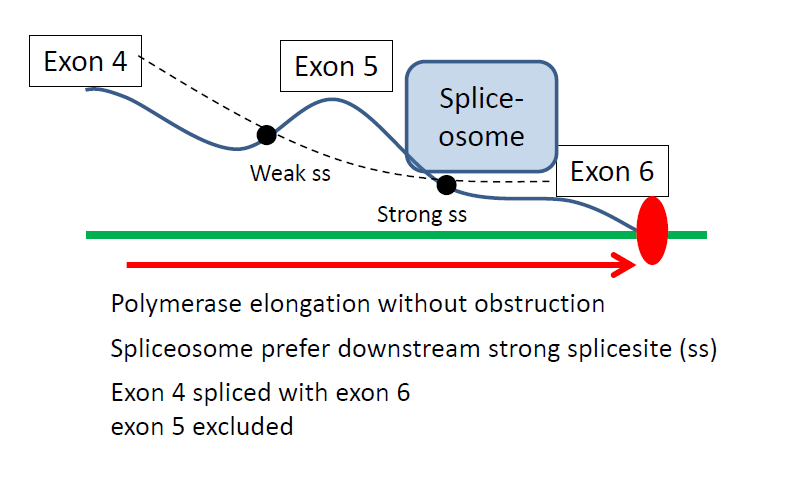 Exon 4
Exon 5
Splice-
osome
Weak ss
Exon 6
Strong ss
Polymerase elongation without obstruction
Spliceosome prefer downstream strong splicesite (ss)
Exon 4 spliced with exon 6
exon 5 excluded